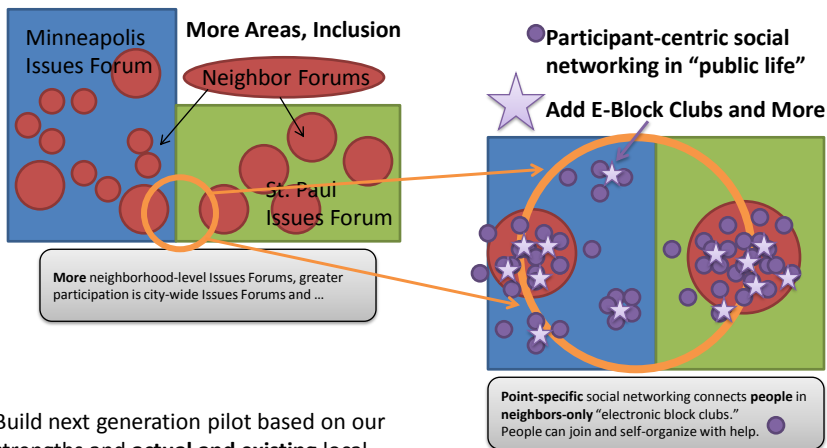 Minneapolis
Issues Forum
More Areas, Inclusion
Neighbor Forums
St. Paul
Issues Forum
More neighborhood-level Issues Forums, greater
participation is city-wide Issues Forums and …
Participant-centric social
networking in “public life”
Add E-Block Clubs and More
Point-specific social networking connects people in
neighbors-only “electronic block clubs.”
People can join and self-organize with help.
Build next generation pilot based on our
strengths and actual and existing local